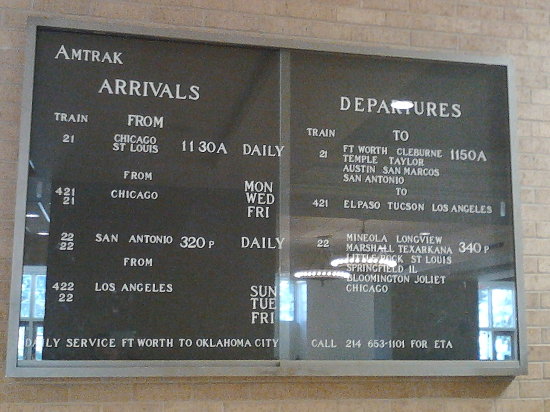 AMTRAK
ARRIVALS
TRAIN FROM
21 CHICAGO
ST LOUIS 1130A DAILY
FROM
421
21 CHICAGO MON
WED
FRI
22
22 SAN ANTONIO 320P DAILY
FROM
422
22 LOS ANGELES SUN
TUE
FRI
DAILY SERVICE FT WORTH TO OKLAHOMA CITY
DEPARTURES
TRAIN TO
21 FT WORTH CLEBURNE 1150A
TEMPLE TAYLOR
AUSTIN SAN MARCOS
SAN ANTONIO
TO
421 ELPASO TUCSON LOS ANGELES
22 MINEOLA LONGVIEW 340P
MARSHALL TEXARKANA
LITTLE ROCK ST LOUIS
SPRINGFIELD IL
BLOOMINGTON JOLIET
CHICAGO
CALL 214 653-1101 FOR ETA